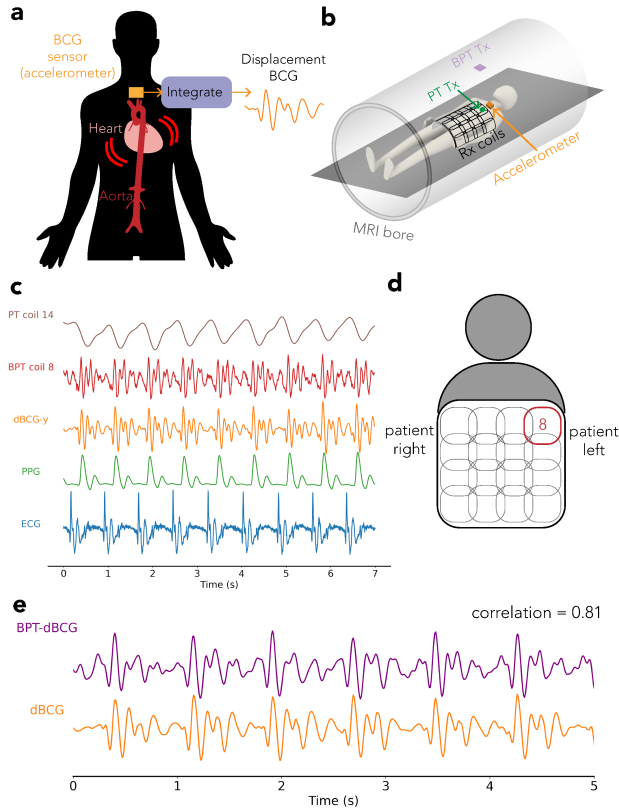 a
BCG
sensor
(accelerometer)
Integrate
Displacement
BCG
Heart
Aorta
b
BPT Tx
PT Tx
Rx coils
Accelerometer
MRI bore
c
PT coil 14
BPT coil 8
dBCG-y
PPG
ECG
0 1 2 3 4 5 6 7
Time (s)
d
8
patient
right
patient
left
e
correlation = 0.81
BPT-dBCG
dBCG
0 1 2 3 4 5
Time (s)